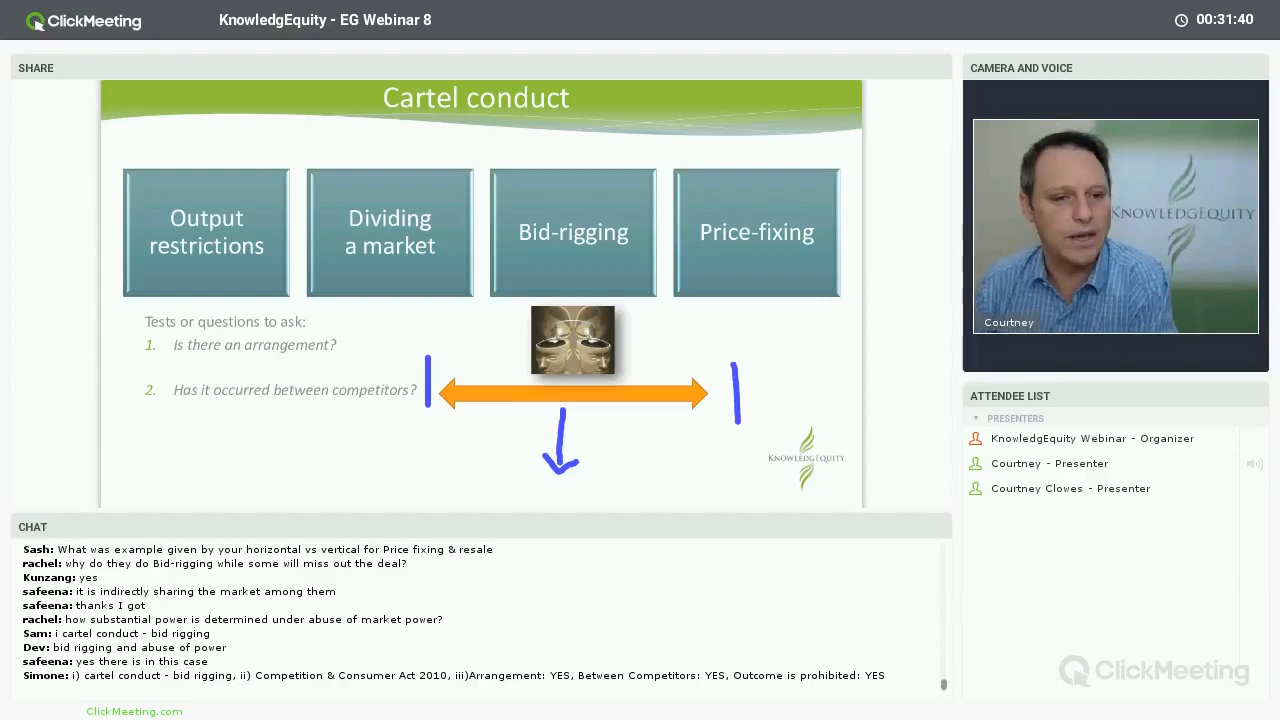 ClickMeeting
KnowledgEquity - EG Webinar 8
00:31:40
SHARE
Cartel conduct
Output
restrictions
Dividing
a market
Bid-rigging
Price-fixing
Tests or questions to ask:
1. Is there an arrangement?
2. Has it occurred between competitors?
KNOWLEDGEQUITY
CAMERA AND VOICE
KNOWLEDGEQUITY
Courtney
ATTENDEE LIST
PRESENTERS
KnowledgEquity Webinar - Organizer
Courtney - Presenter
Courtney Clowes - Presenter
CHAT
Sash: What was example given by your horizontal vs vertical for Price fixing & resale
rachel: why do they do Bid-rigging while some will miss out the deal?
Kunzang: yes
safeena: it is indirectly sharing the market among them
safeena: thanks I got
rachel: how substantial power is determined under abuse of market power?
Sam: i cartel conduct - bid rigging
Dev: bid rigging and abuse of power
safeena: yes there is in this case
Simone: i) cartel conduct - bid rigging, ii) Competition & Consumer Act 2010, iii)Arrangement: YES, Between Competitors: YES, Outcome is prohibited: YES
ClickMeeting
ClickMeeting.com